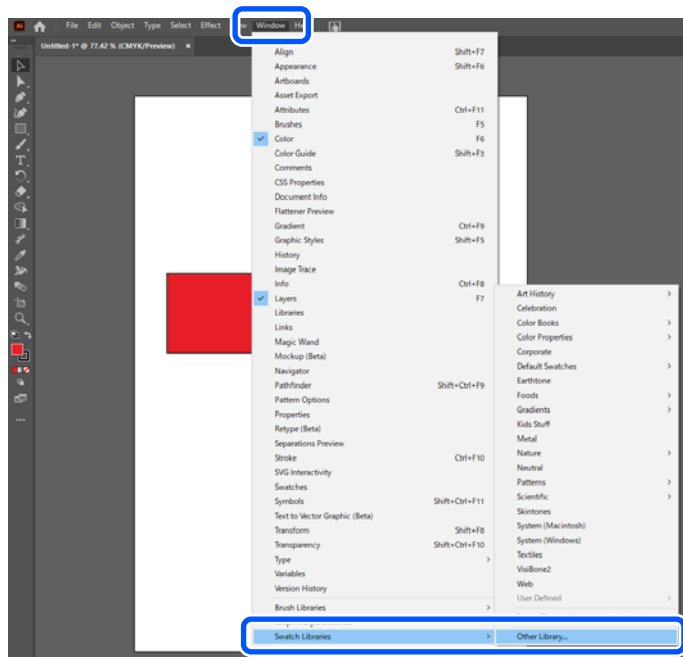 Ai File Edit Object Type Select Effect Window
Untitled-1* @ 77.42 % (CMYK/Preview) ×
Align Shift+F7
Appearance Shift+F6
Artboards
Asset Export
Attributes Ctrl+F11
Brushes F5
Color F6
Color Guide Shift+F3
Comments
CSS Properties
Document Info
Flattener Preview
Gradient Ctrl+F9
Graphic Styles Shift+F5
History
Image Trace
Info Ctrl+F8
Layers F7
Libraries
Links
Magic Wand
Mockup (Beta)
Navigator
Pathfinder Shift+Ctrl+F9
Pattern Options
Properties
Retype (Beta)
Separations Preview
Stroke Ctrl+F10
SVG Interactivity
Swatches
Symbols Shift+Ctrl+F11
Text to Vector Graphic (Beta)
Transform Shift+F8
Transparency Shift+Ctrl+F10
Type
Variables
Version History
Brush Libraries
Swatch Libraries
Art History
Celebration
Color Books
Color Properties
Corporate
Default Swatches
Earthtone
Foods
Gradients
Kids Stuff
Metal
Nature
Neutral
Patterns
Scientific
Skintones
System (Macintosh)
System (Windows)
Textiles
VisiBone2
Web
User Defined
Other Library...